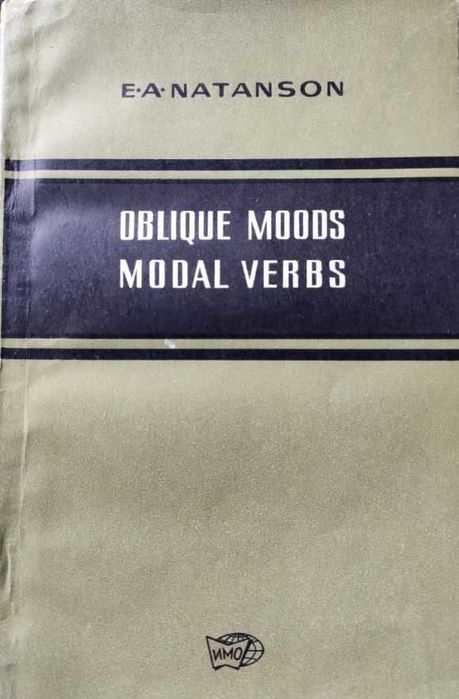 E·A·NATANSON
OBLIQUE MOODS
MODAL VERBS
ИМО